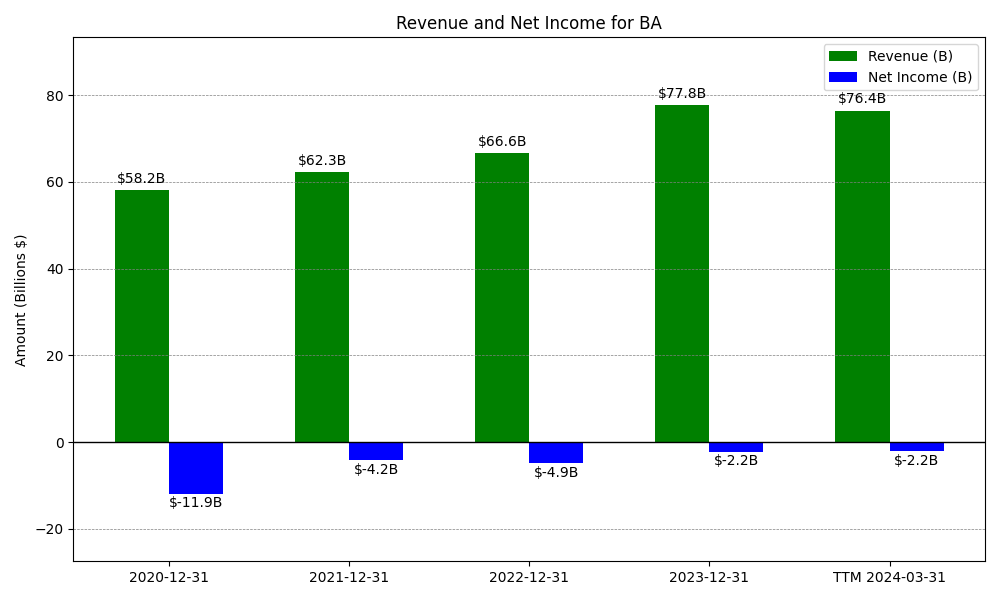 Revenue and Net Income for BA
Revenue (B)
Net Income (B)
Amount (Billions $)
80
60
40
20
0
−20
$58.2B
$62.3B
$66.6B
$77.8B
$76.4B
$-11.9B
$-4.2B
$-4.9B
$-2.2B
$-2.2B
2020-12-31
2021-12-31
2022-12-31
2023-12-31
TTM 2024-03-31